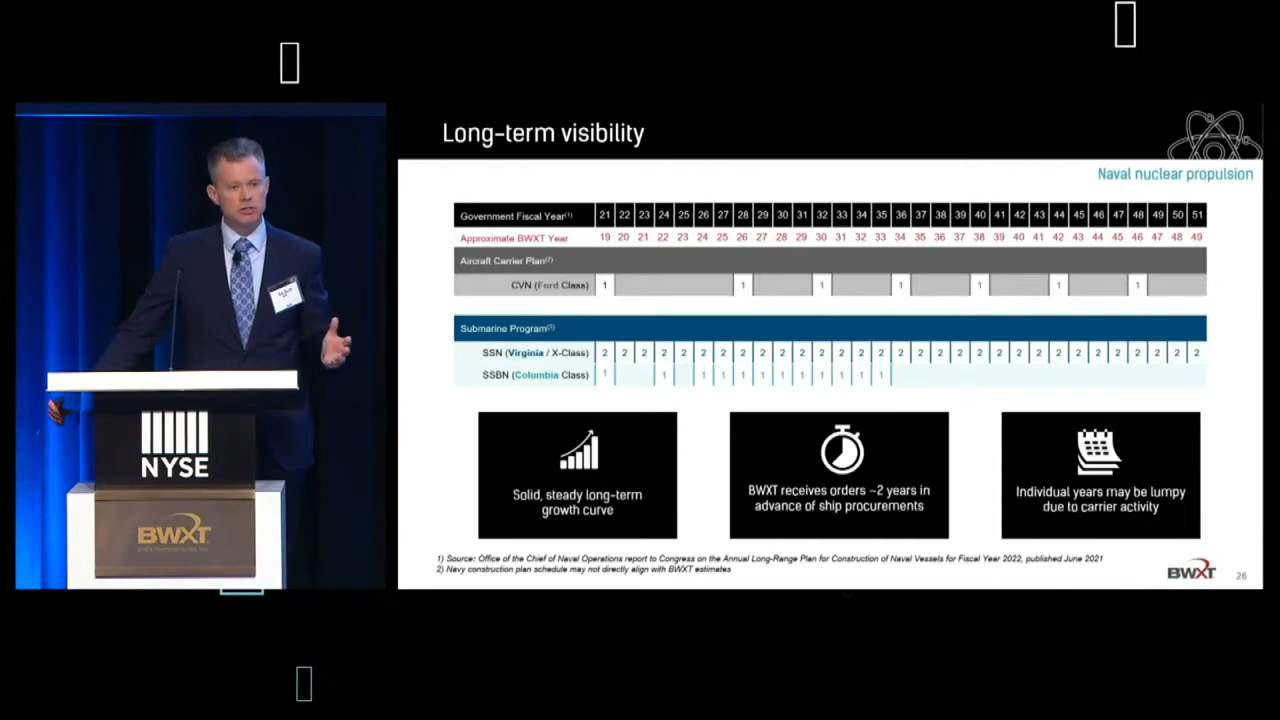 Long-term visibility
Naval nuclear propulsion
Government Fiscal Year(1) 21 22 23 24 25 26 27 28 29 30 31 32 33 34 35 36 37 38 39 40 41 42 43 44 45 46 47 48 49 50 51
Approximate BWXT Year 19 20 21 22 23 24 25 26 27 28 29 30 31 32 33 34 35 36 37 38 39 40 41 42 43 44 45 46 47 48 49
Aircraft Carrier Plan(2)
CVN (Ford Class) 1 1 1 1 1 1 1
Submarine Program(2)
SSN (Virginia / X-Class) 2 2 2 2 2 2 2 2 2 2 2 2 2 2 2 2 2 2 2 2 2 2 2 2 2 2 2 2 2 2 2
SSBN (Columbia Class) 1 1 1 1 1 1 1 1 1 1 1 1
Solid, steady long-term
growth curve
BWXT receives orders ~2 years in
advance of ship procurements
Individual years may be lumpy
due to carrier activity
1) Source: Office of the Chief of Naval Operations report to Congress on the Annual Long-Range Plan for Construction of Naval Vessels for Fiscal Year 2022, published June 2021
2) Navy construction plan schedule may not directly align with BWXT estimates
BWXT
26
NYSE
BWXT